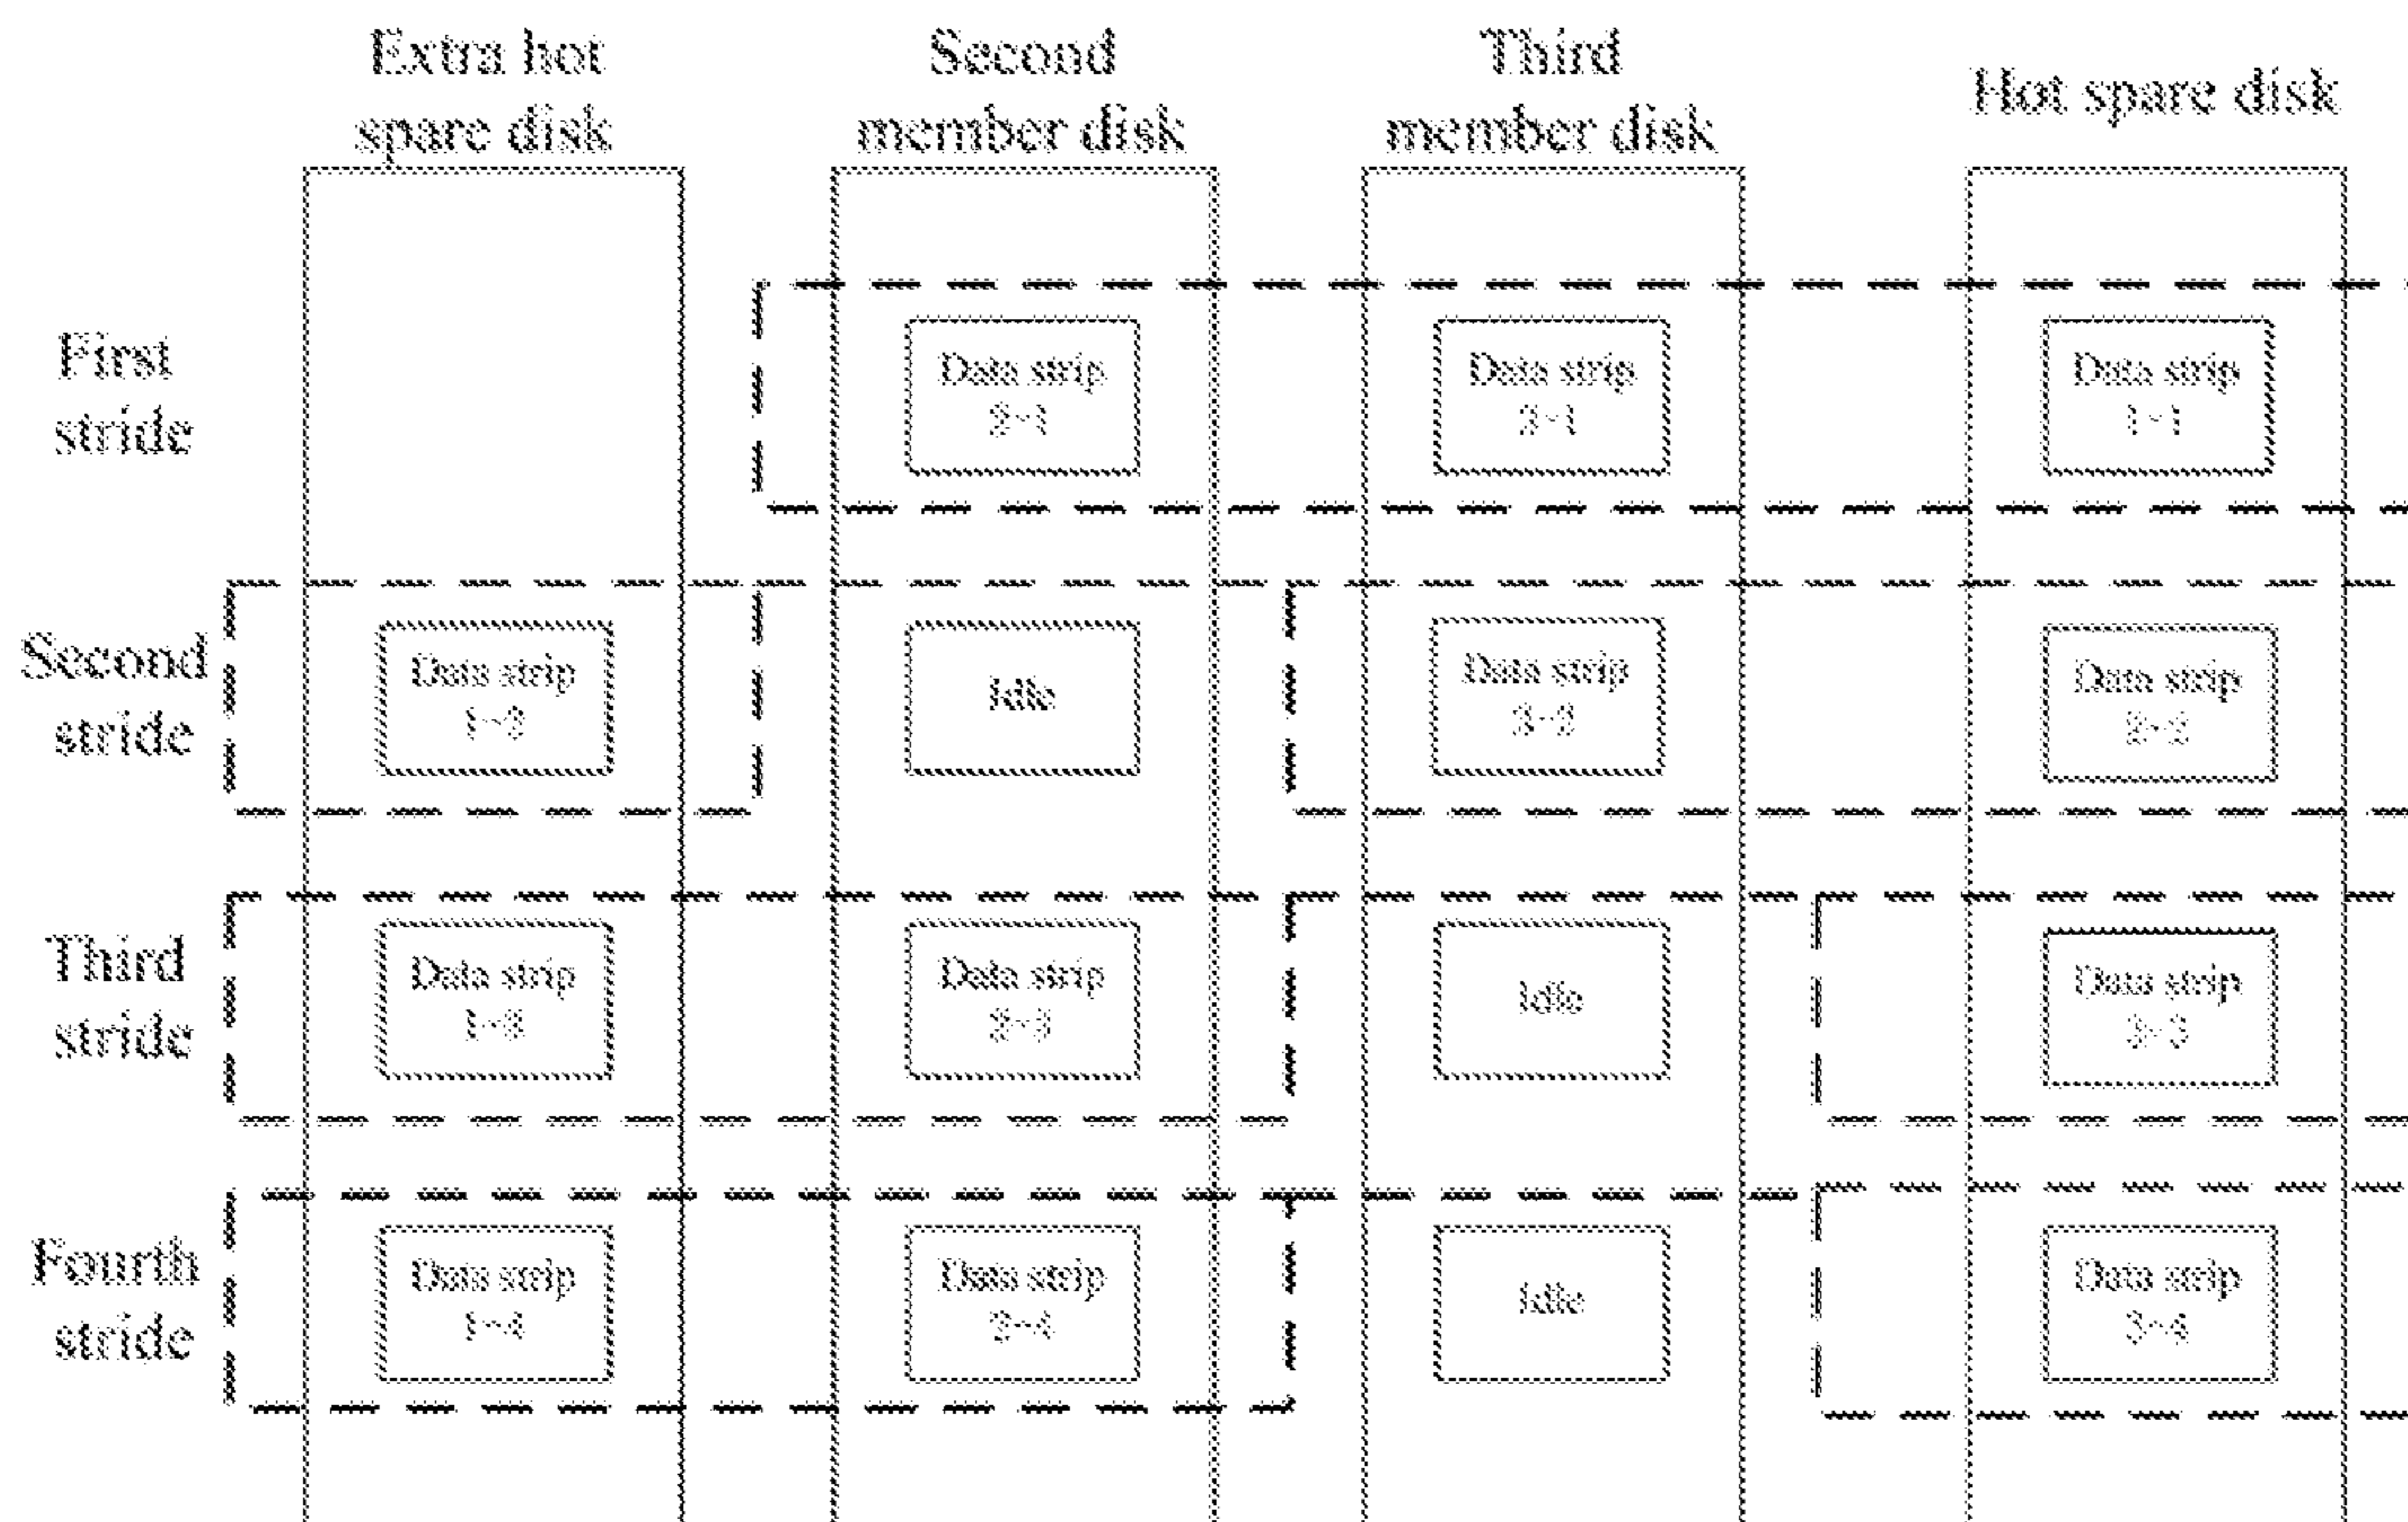 Extra hot
spare disk
Second
member disk
Third
member disk
Hot spare disk
First
stride
Data strip
2~1
Data strip
3~1
Data strip
1~1
Second
stride
Data strip
1~2
Idle
Data strip
3~2
Data strip
2~2
Third
stride
Data strip
1~3
Data strip
2~3
Idle
Data strip
3~3
Fourth
stride
Data strip
1~4
Data strip
2~4
Idle
Data strip
3~4